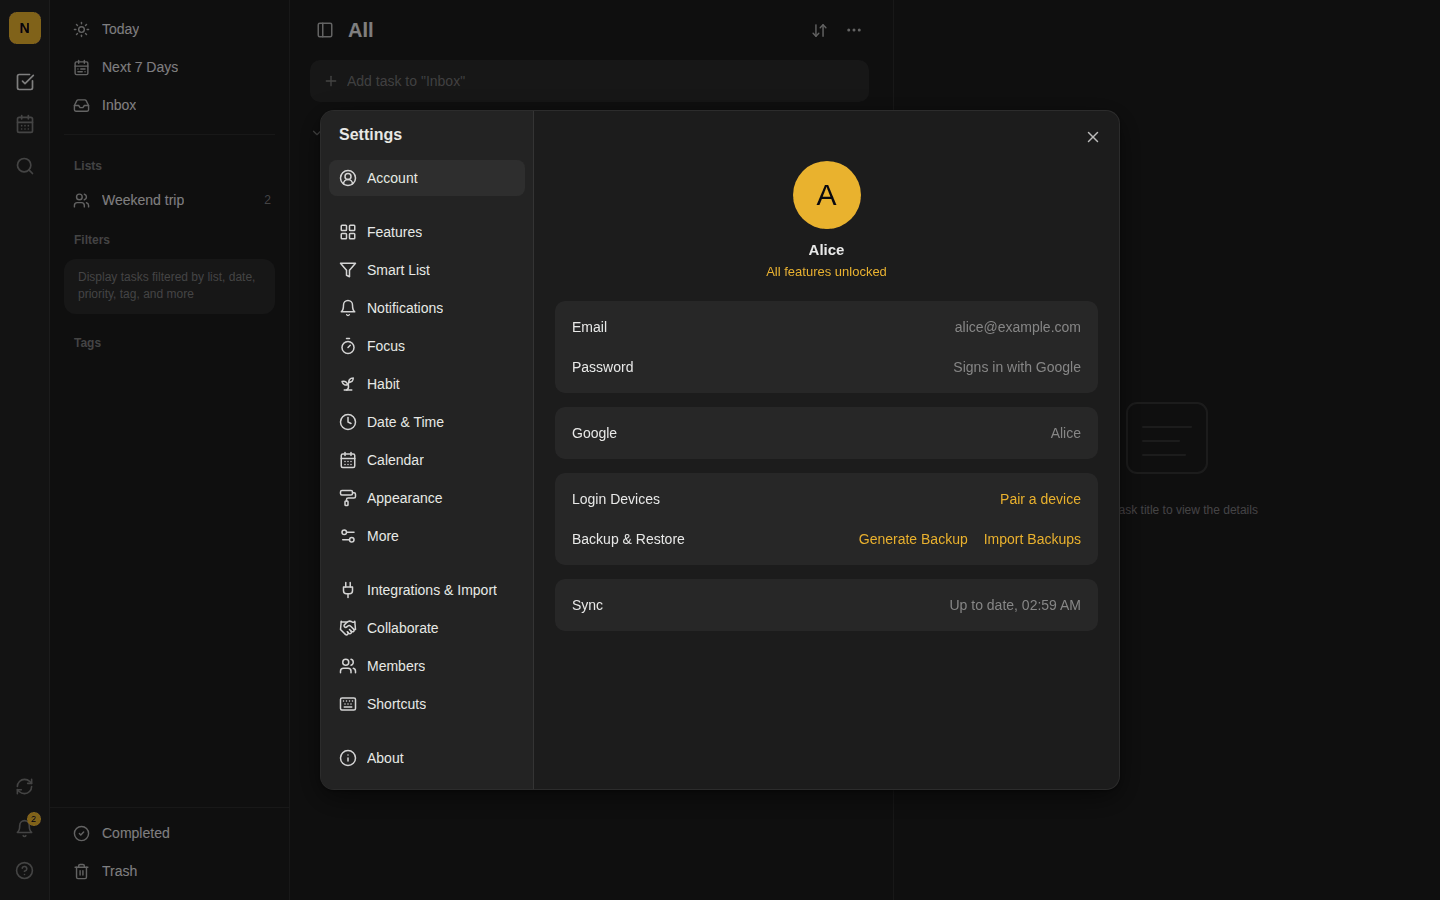 N
Today
Next 7 Days
Inbox
Lists
Weekend trip 2
Filters
Display tasks filtered by list, date,
priority, tag, and more
Tags
2
Completed
Trash
All
Add task to "Inbox"
Settings
Account
Features
Smart List
Notifications
Focus
Habit
Date & Time
Calendar
Appearance
More
Integrations & Import
Collaborate
Members
Shortcuts
About
A
Alice
All features unlocked
Email alice@example.com
Password Signs in with Google
Google Alice
Login Devices Pair a device
Backup & Restore Generate Backup Import Backups
Sync Up to date, 02:59 AM
title to view the details